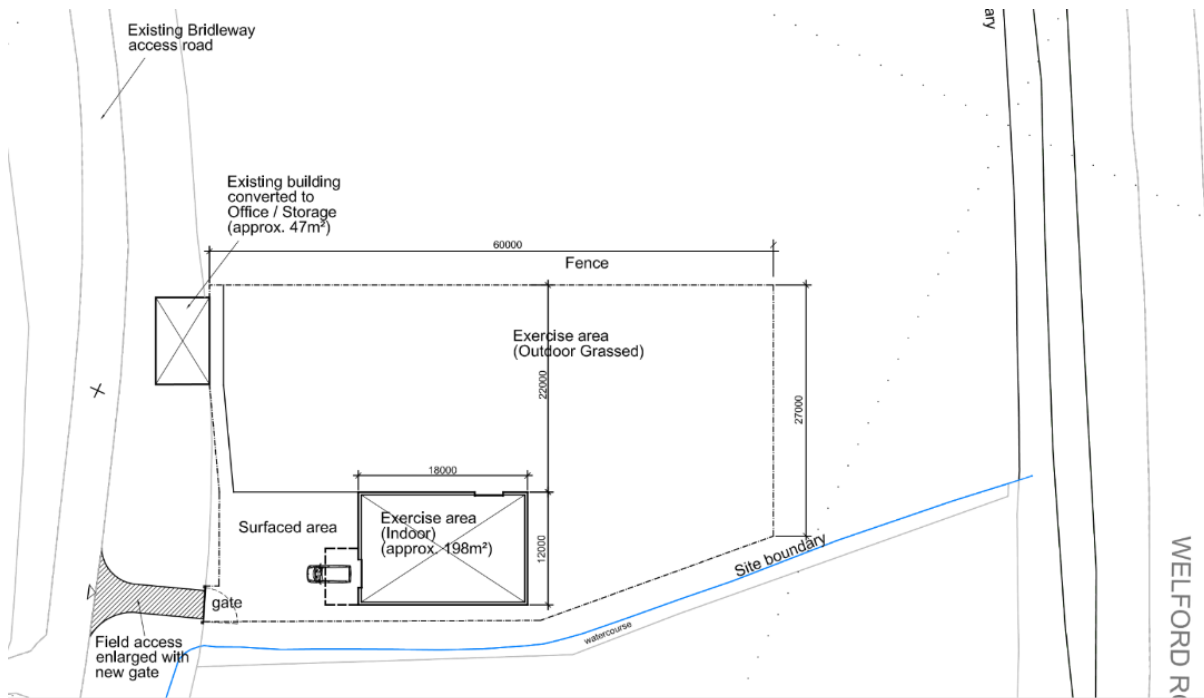 Existing Bridleway
access road
ary
Existing building
converted to
Office / Storage
(approx. 47m²)
60000
Fence
Exercise area
(Outdoor Grassed)
22000
27000
18000
Surfaced area
Exercise area
(Indoor)
(approx. 198m²)
12000
Site boundary
gate
watercourse
Field access
enlarged with
new gate
WELFORD R